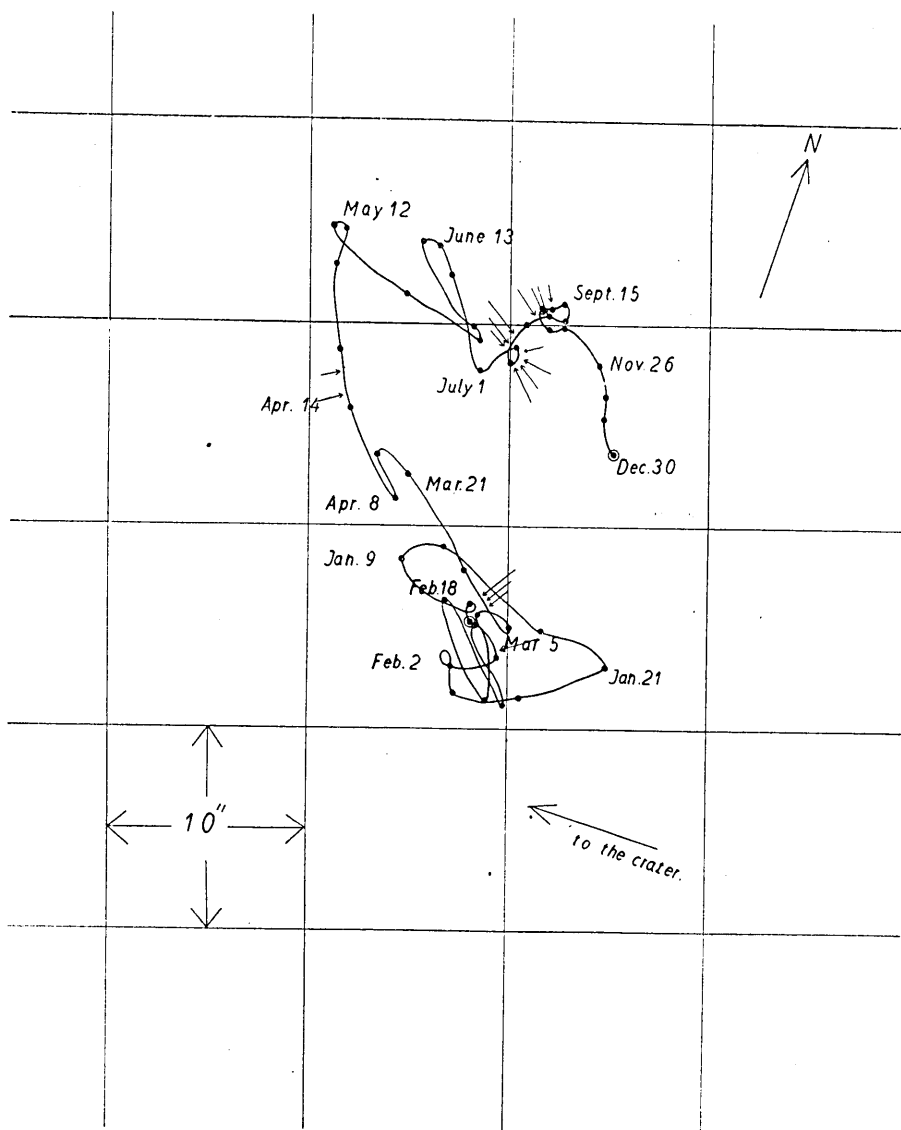 N
May 12
June 13
Sept. 15
Nov. 26
July 1
Apr. 14
Dec. 30
Mar. 21
Apr. 8
Jan. 9
Feb. 18
Mar 5
Feb. 2
Jan. 21
10"
to the crater.